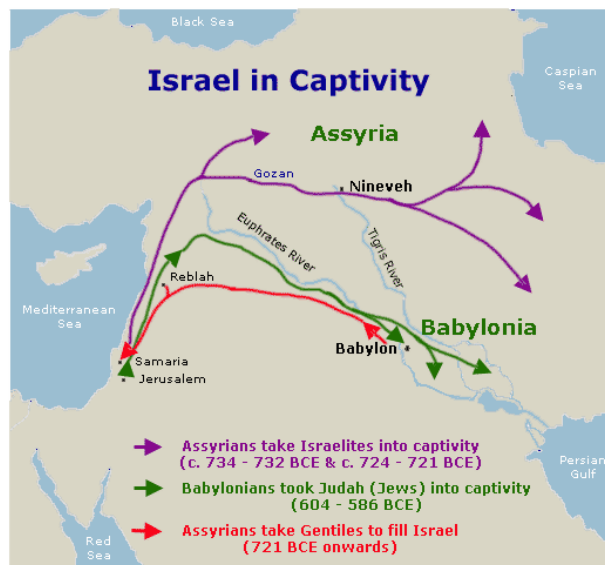 Black Sea
Caspian
Sea
Israel in Captivity
Assyria
Gozan
Nineveh
Euphrates River
Tigris River
Reblah
Mediterranean
Sea
Babylonia
Samaria
Babylon
Jerusalem
Assyrians take Israelites into captivity
(c. 734 - 732 BCE & c. 724 - 721 BCE)
Persian
Gulf
Babylonians took Judah (Jews) into captivity
(604 - 586 BCE)
Assyrians take Gentiles to fill Israel
(721 BCE onwards)
Red
Sea